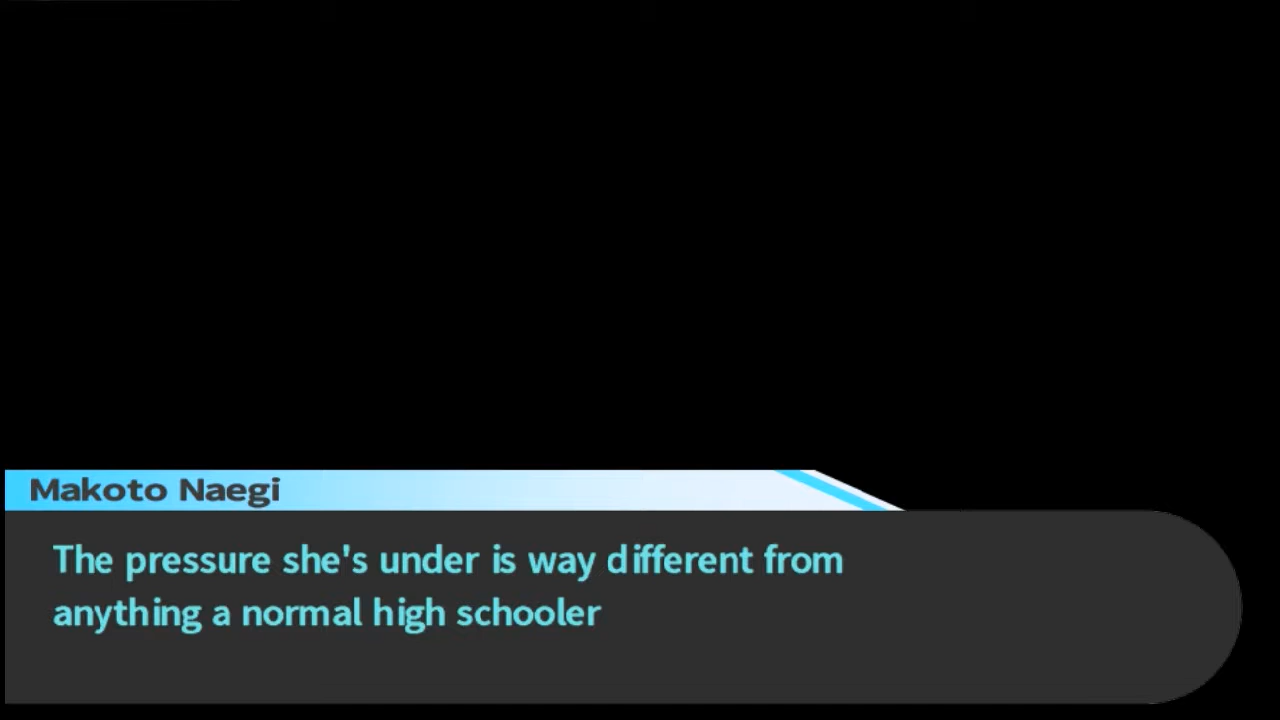 Makoto Naegi
The pressure she's under is way different from
anything a normal high schooler